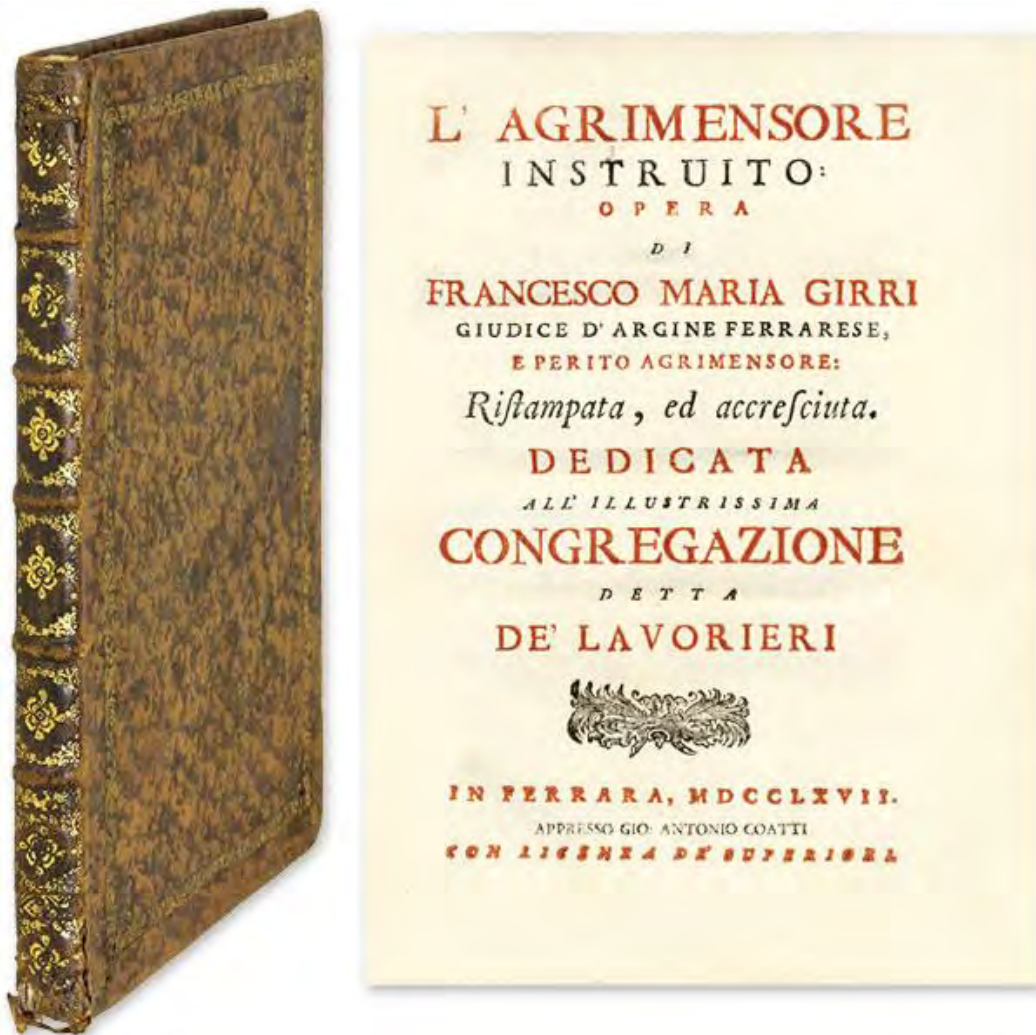 L' AGRIMENSORE
INSTRUITO:
OPERA
DI
FRANCESCO MARIA GIRRI
GIUDICE D' ARGINE FERRARESE,
E PERITO AGRIMENSORE:
Riſtampata, ed accreſciuta.
DEDICATA
ALL' ILLUSTRISSIMA
CONGREGAZIONE
DETTA
DE' LAVORIERI
IN FERRARA, MDCCLXVII.
APPRESSO GIO: ANTONIO COATTI
CON LICENZA DE' SUPERIORI.